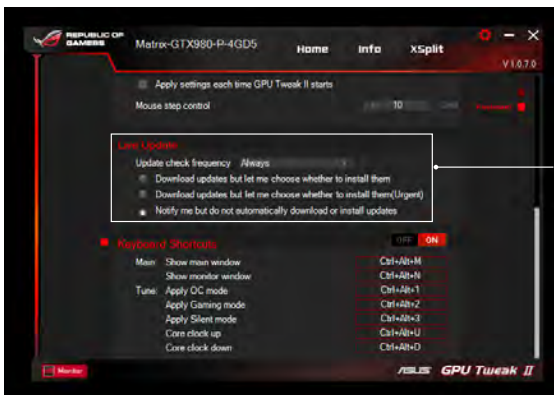 REPUBLIC OF
GAMERS
Matrix-GTX980-P-4GD5
Home Info XSplit
V 1.0.7.0
Apply settings each time GPU Tweak II starts
Mouse step control 10
Live Update
Update check frequency Always
Download updates but let me choose whether to install them
Download updates but let me choose whether to install them(Urgent)
Notify me but do not automatically download or install updates
Keyboard Shortcuts OFF ON
Main: Show main window Ctrl+Alt+M
Show monitor window Ctrl+Alt+N
Tune: Apply OC mode Ctrl+Alt+1
Apply Gaming mode Ctrl+Alt+2
Apply Silent mode Ctrl+Alt+3
Core clock up Ctrl+Alt+U
Core clock down Ctrl+Alt+D
Monitor
ASUS GPU Tweak II